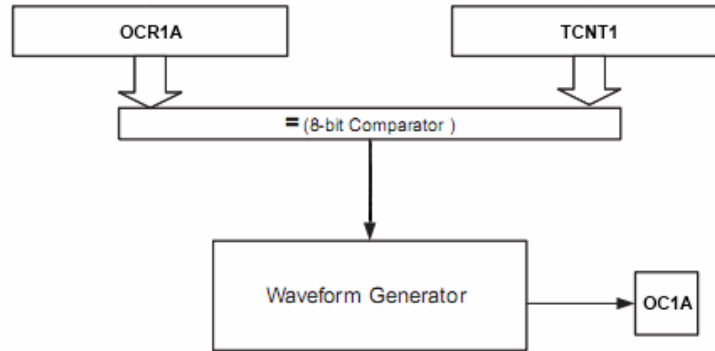 OCR1A
TCNT1
= (8-bit Comparator )
Waveform Generator
OC1A